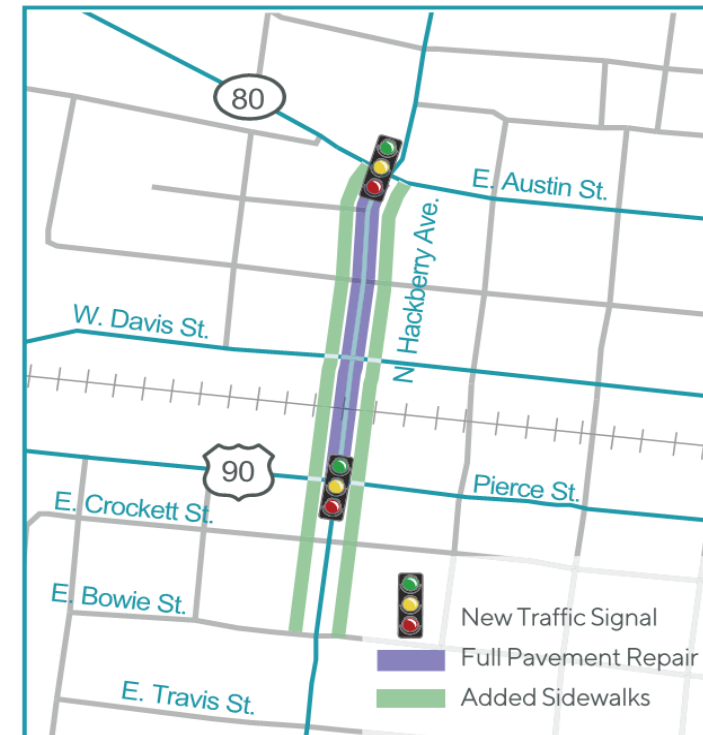 80
E. Austin St.
N. Hackberry Ave.
W. Davis St.
90
Pierce St.
E. Crockett St.
E. Bowie St.
E. Travis St.
New Traffic Signal
Full Pavement Repair
Added Sidewalks